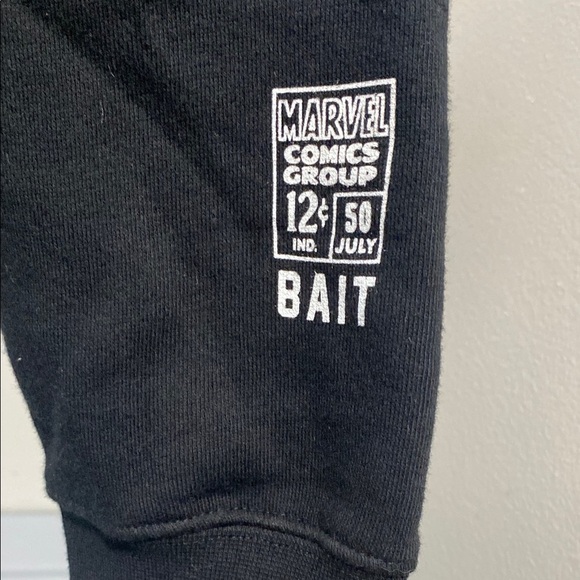 MARVEL
COMICS
GROUP
12¢ 50
IND. JULY
BAIT